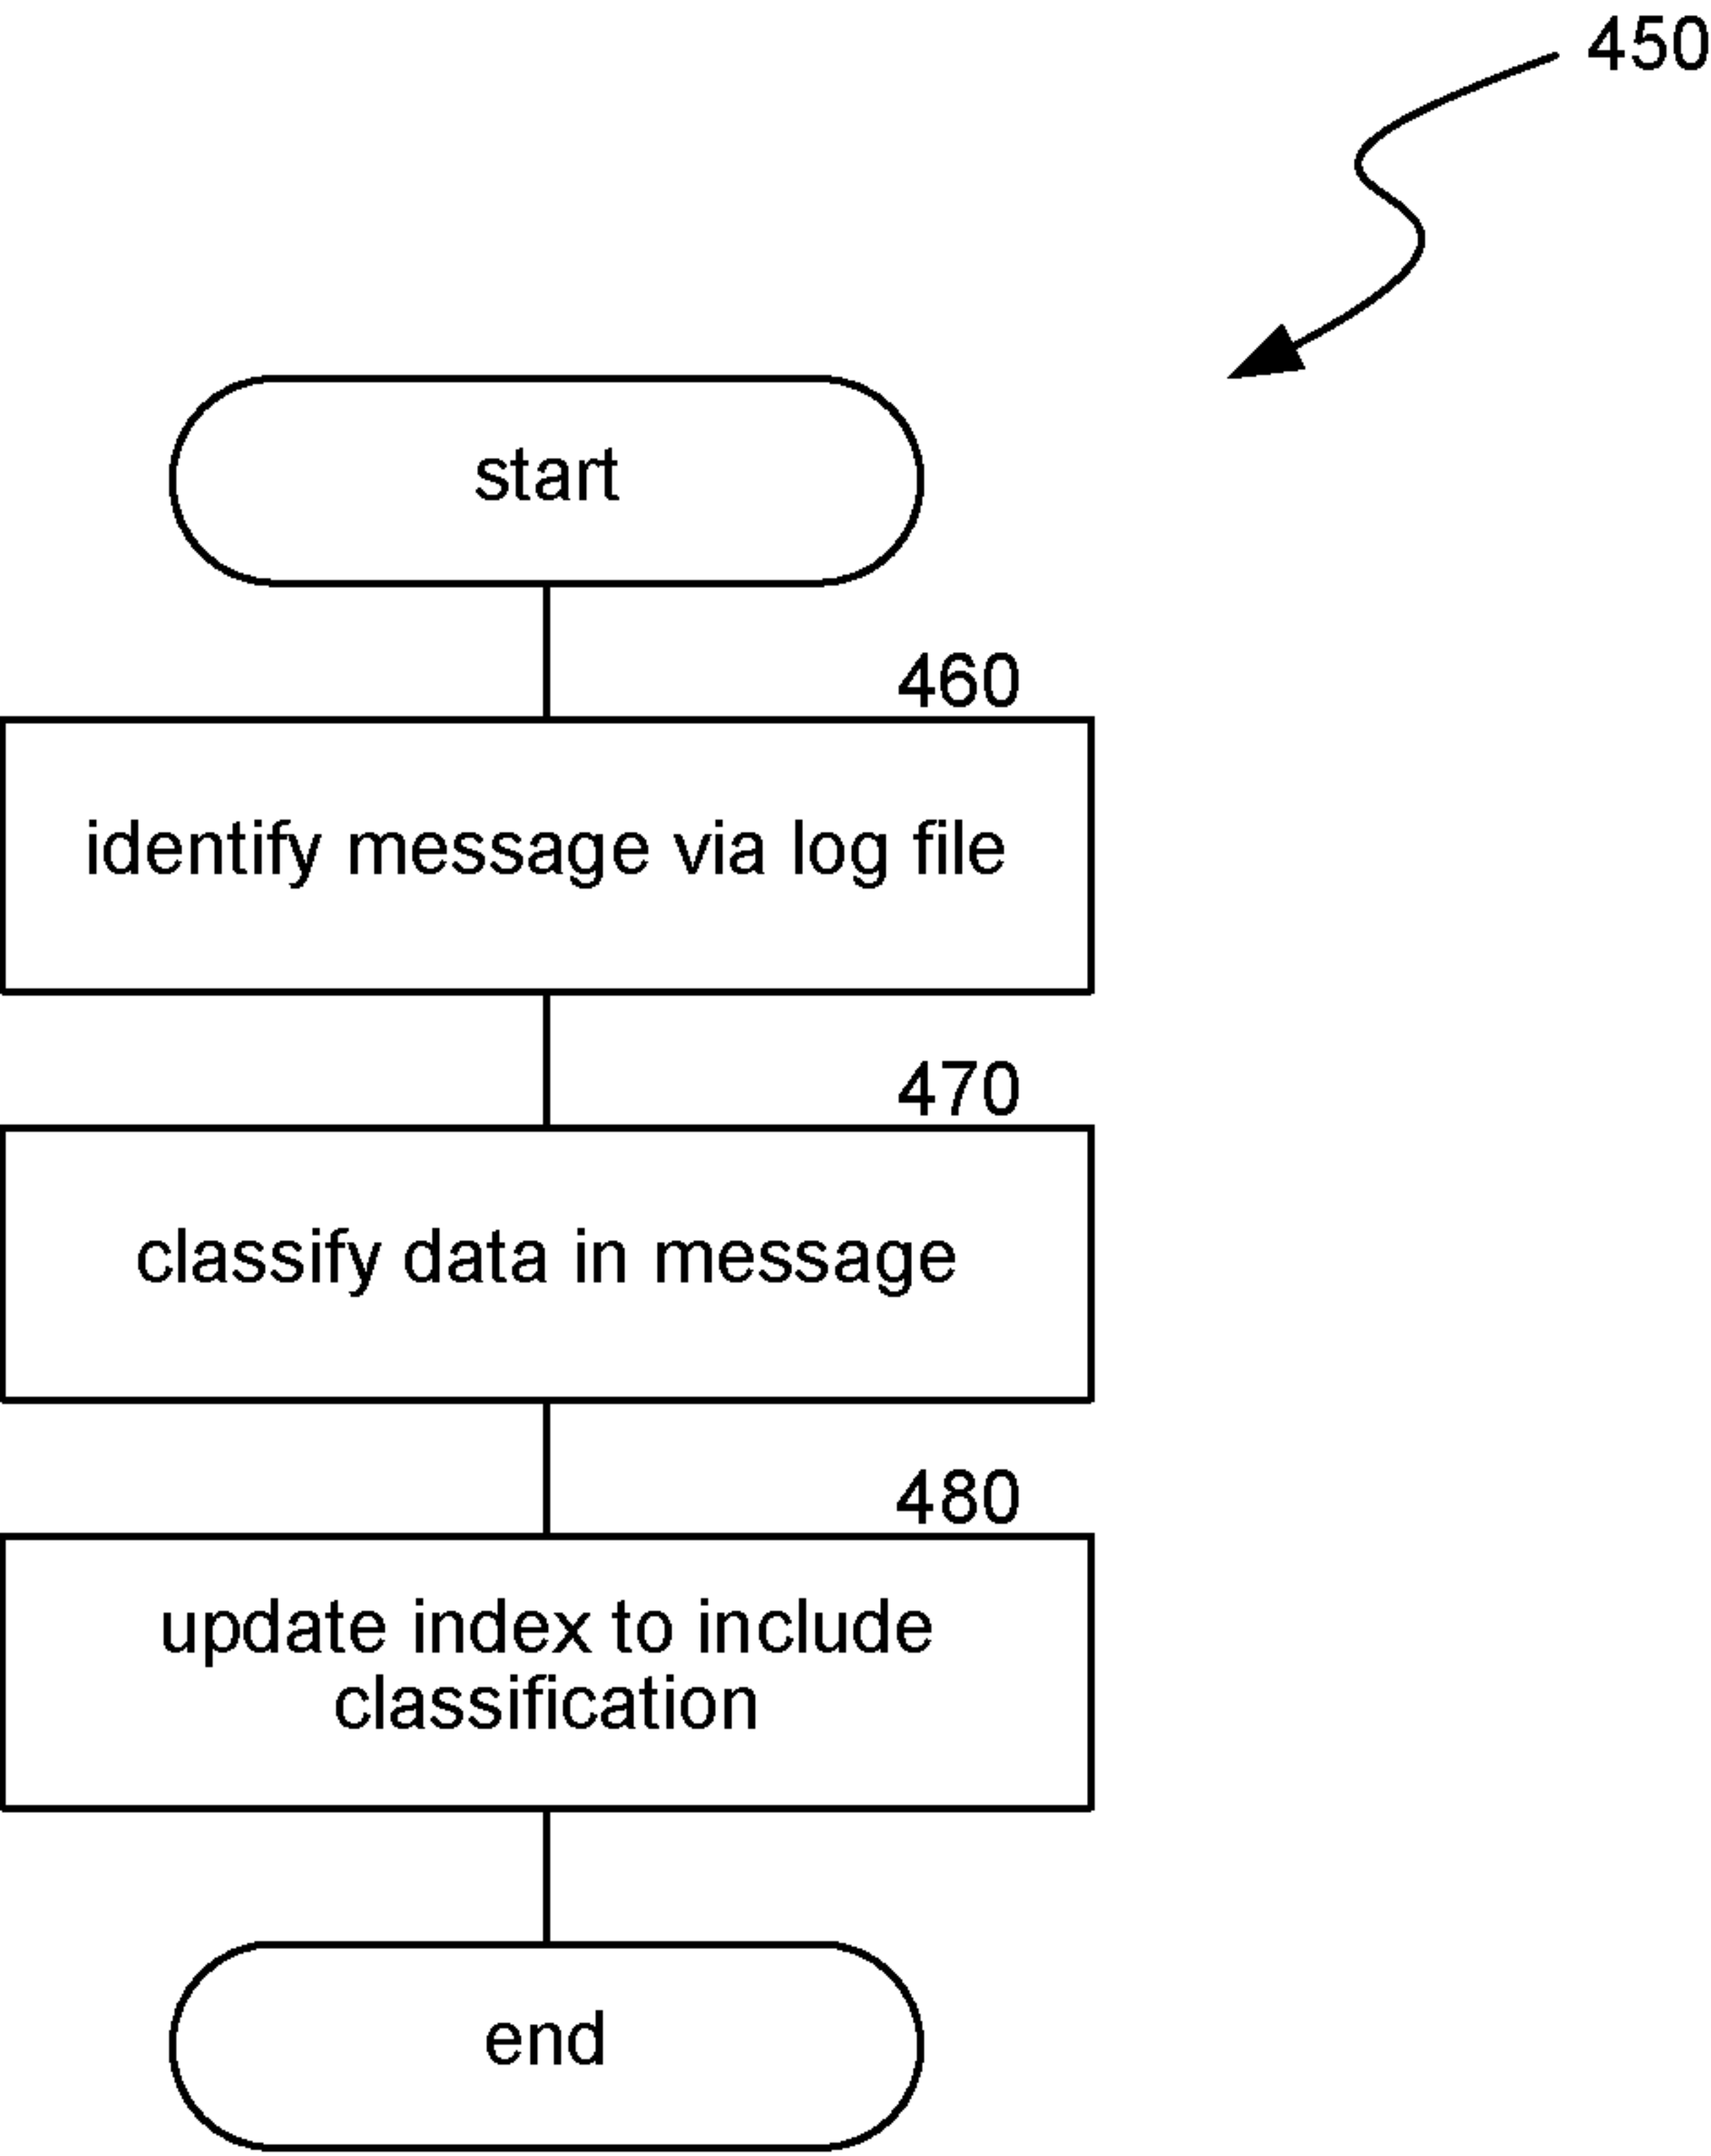 450
start
460
identify message via log file
470
classify data in message
480
update index to include
classification
end